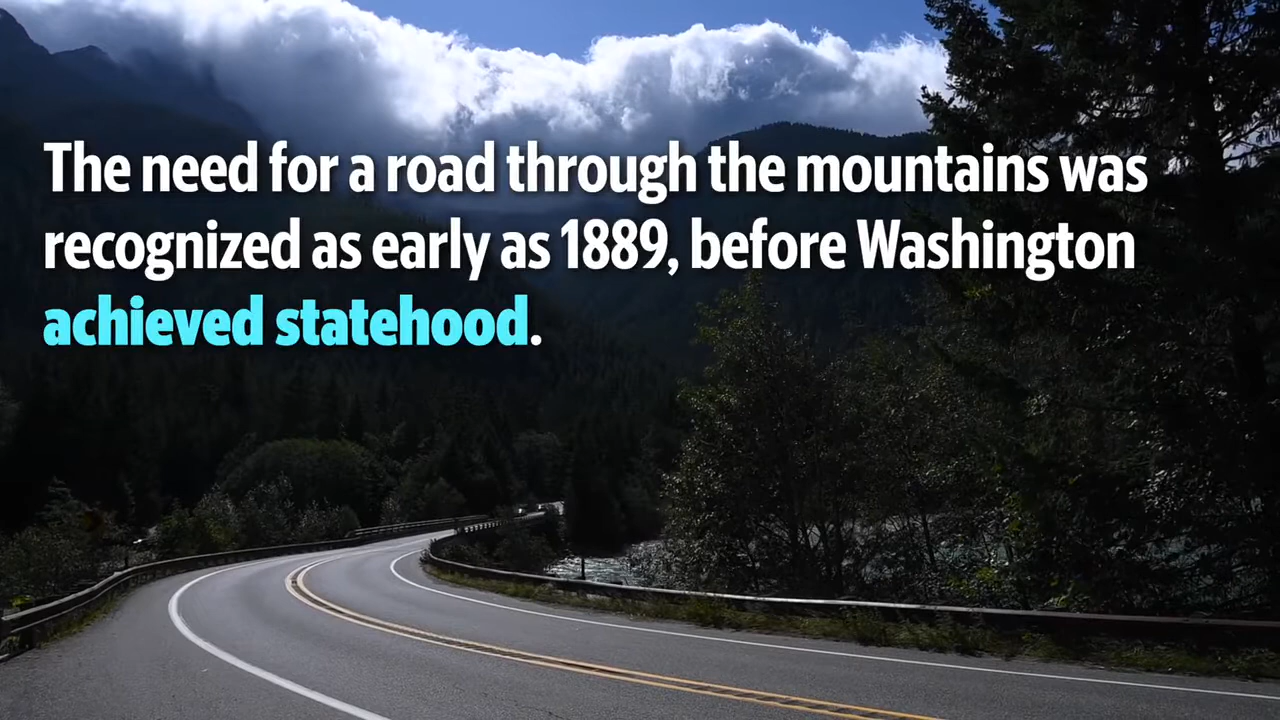 The need for a road through the mountains was
recognized as early as 1889, before Washington
achieved statehood.